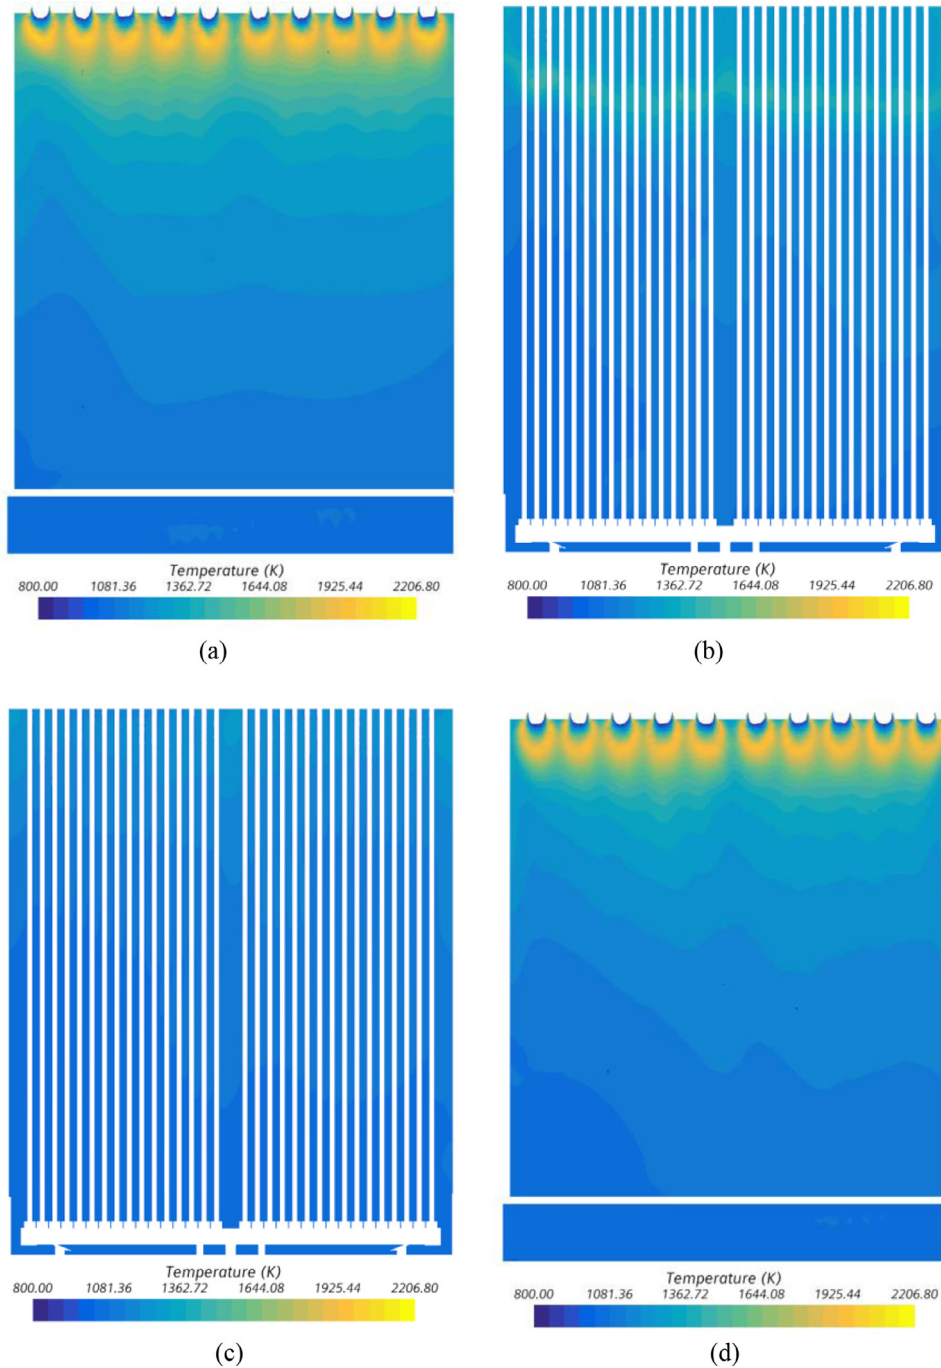 Temperature (K)
800.00 1081.36 1362.72 1644.08 1925.44 2206.80
(a)
Temperature (K)
800.00 1081.36 1362.72 1644.08 1925.44 2206.80
(b)
Temperature (K)
800.00 1081.36 1362.72 1644.08 1925.44 2206.80
(c)
Temperature (K)
800.00 1081.36 1362.72 1644.08 1925.44 2206.80
(d)